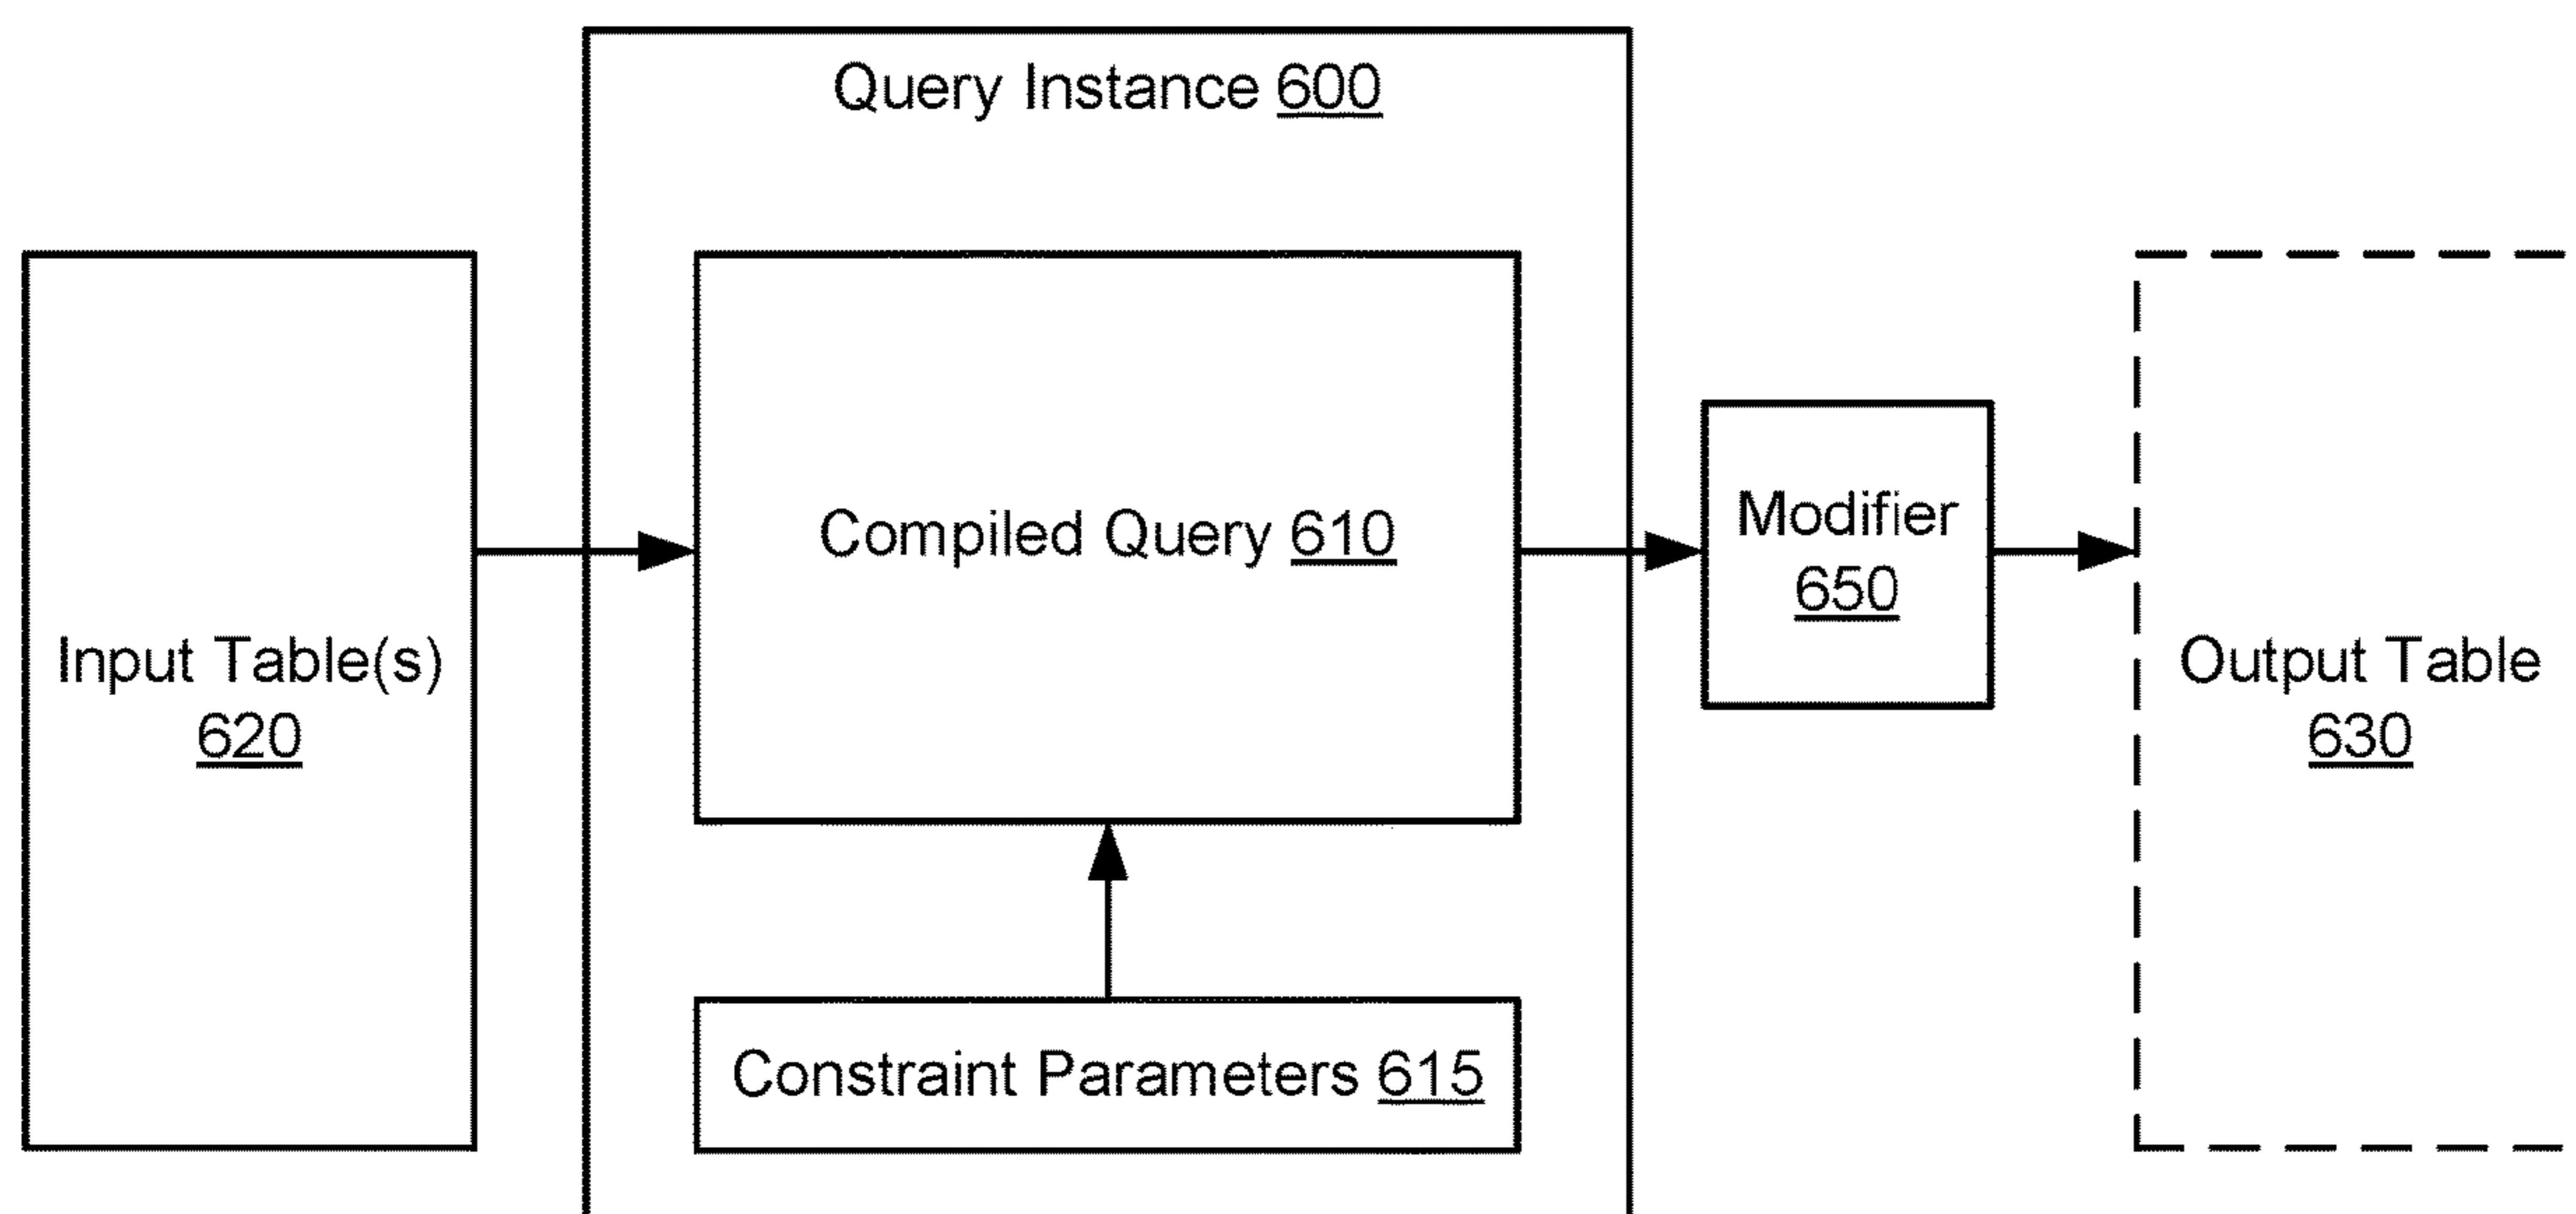 Query Instance 600
Input Table(s)
620
Compiled Query 610
Constraint Parameters 615
Modifier
650
Output Table
630